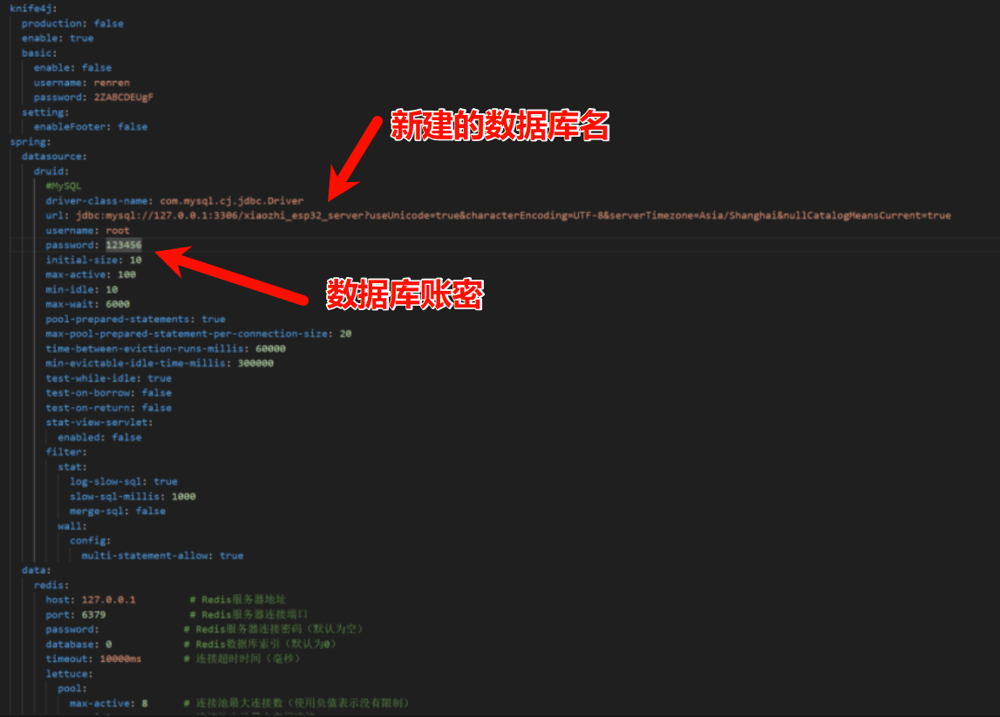 knife4j:
production: false
enable: true
basic:
enable: false
username: renren
password: 2ZABCDEUgF
setting:
enableFooter: false
新建的数据库名
spring:
datasource:
druid:
#MySQL
driver-class-name: com.mysql.cj.jdbc.Driver
url: jdbc:mysql://127.0.0.1:3306/xiaozhi_esp32_server?useUnicode=true&characterEncoding=UTF-8&serverTimezone=Asia/Shanghai&nullCatalogMeansCurrent=true
username: root
password: 123456
initial-size: 10
max-active: 100
min-idle: 10
数据库账密
max-wait: 6000
pool-prepared-statements: true
max-pool-prepared-statement-per-connection-size: 20
time-between-eviction-runs-millis: 60000
min-evictable-idle-time-millis: 300000
test-while-idle: true
test-on-borrow: false
test-on-return: false
stat-view-servlet:
enabled: false
filter:
stat:
log-slow-sql: true
slow-sql-millis: 1000
merge-sql: false
wall:
config:
multi-statement-allow: true
data:
redis:
host: 127.0.0.1 # Redis服务器地址
port: 6379 # Redis服务器连接端口
password: # Redis服务器连接密码（默认为空）
database: 0 # Redis数据库索引（默认为0）
timeout: 10000ms # 连接超时时间（毫秒）
lettuce:
pool:
max-active: 8 # 连接池最大连接数（使用负值表示没有限制）